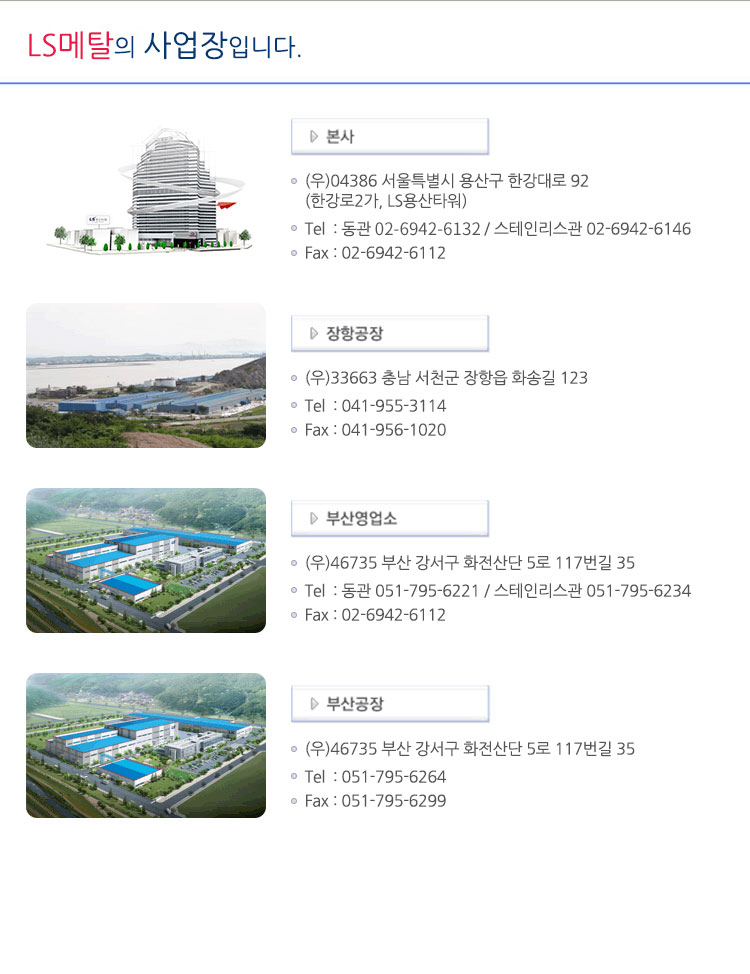 LS메탈의 사업장입니다.
본사
(우)04386 서울특별시 용산구 한강대로 92
(한강로2가, LS용산타워)
Tel : 동관 02-6942-6132 / 스테인리스관 02-6942-6146
Fax : 02-6942-6112
장항공장
(우)33663 충남 서천군 장항읍 화송길 123
Tel : 041-955-3114
Fax : 041-956-1020
부산영업소
(우)46735 부산 강서구 화전산단 5로 117번길 35
Tel : 동관 051-795-6221 / 스테인리스관 051-795-6234
Fax : 02-6942-6112
부산공장
(우)46735 부산 강서구 화전산단 5로 117번길 35
Tel : 051-795-6264
Fax : 051-795-6299